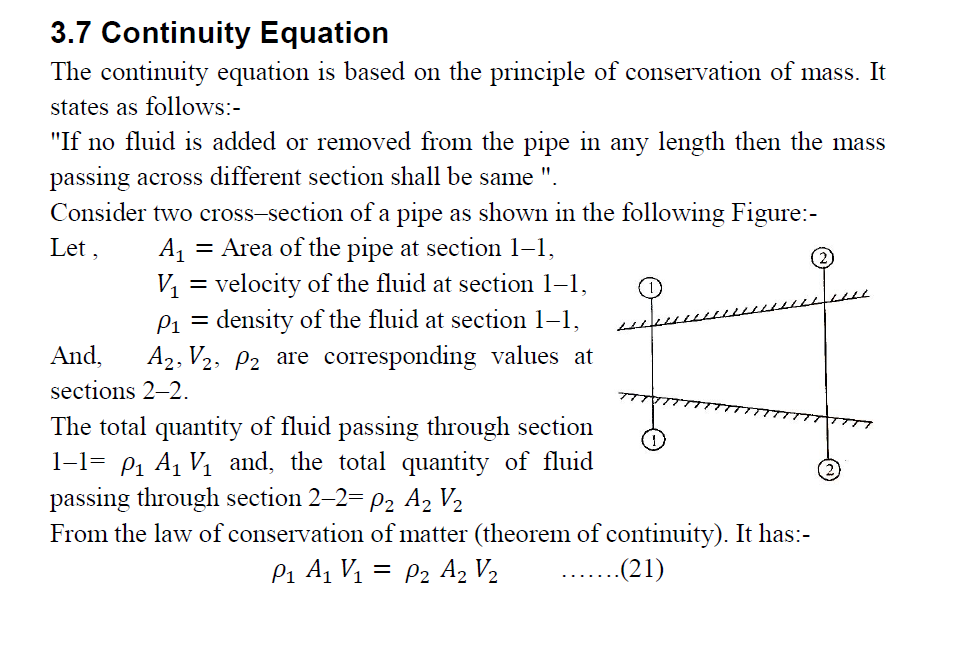 3.7 Continuity Equation
The continuity equation is based on the principle of conservation of mass. It
states as follows:-
"If no fluid is added or removed from the pipe in any length then the mass
passing across different section shall be same ".
Consider two cross–section of a pipe as shown in the following Figure:-
Let , A₁ = Area of the pipe at section 1–1,
V₁ = velocity of the fluid at section 1–1,
ρ₁ = density of the fluid at section 1–1,
And, A₂, V₂, ρ₂ are corresponding values at
sections 2–2.
The total quantity of fluid passing through section
1–1= ρ₁ A₁ V₁ and, the total quantity of fluid
passing through section 2–2= ρ₂ A₂ V₂
From the law of conservation of matter (theorem of continuity). It has:-
ρ₁ A₁ V₁ = ρ₂ A₂ V₂ .......(21)
2
1
1
2